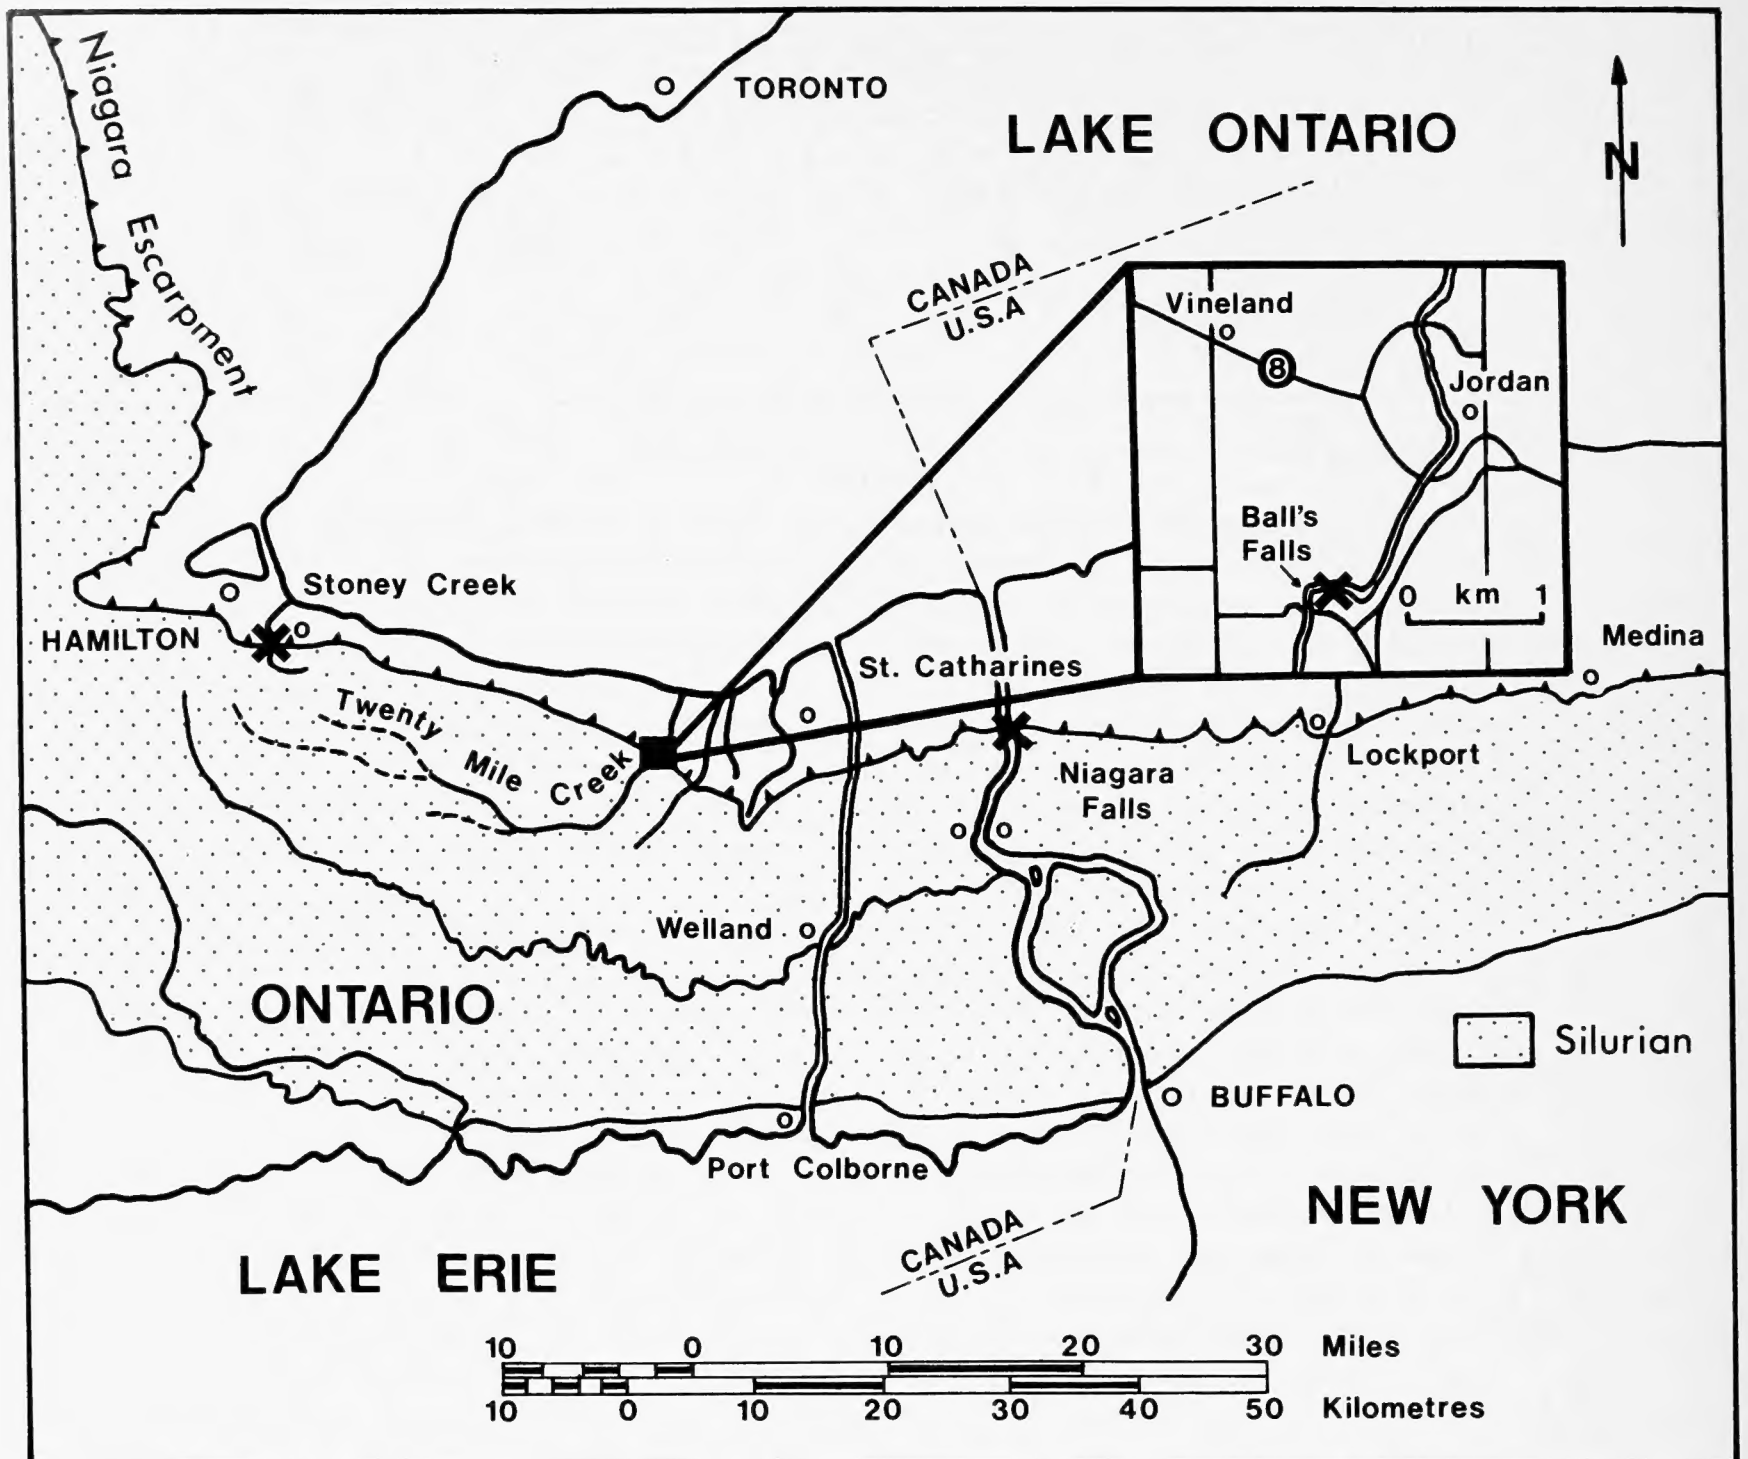 Niagara Escarpment
TORONTO
LAKE ONTARIO
N
CANADA
U.S.A
Vineland
8
Jordan
Ball's
Falls
0 km 1
Stoney Creek
HAMILTON
Medina
St. Catharines
Twenty Mile Creek
Lockport
Niagara
Falls
Welland
ONTARIO
Silurian
BUFFALO
Port Colborne
NEW YORK
CANADA
U.S.A
LAKE ERIE
10 0 10 20 30 Miles
10 0 10 20 30 40 50 Kilometres